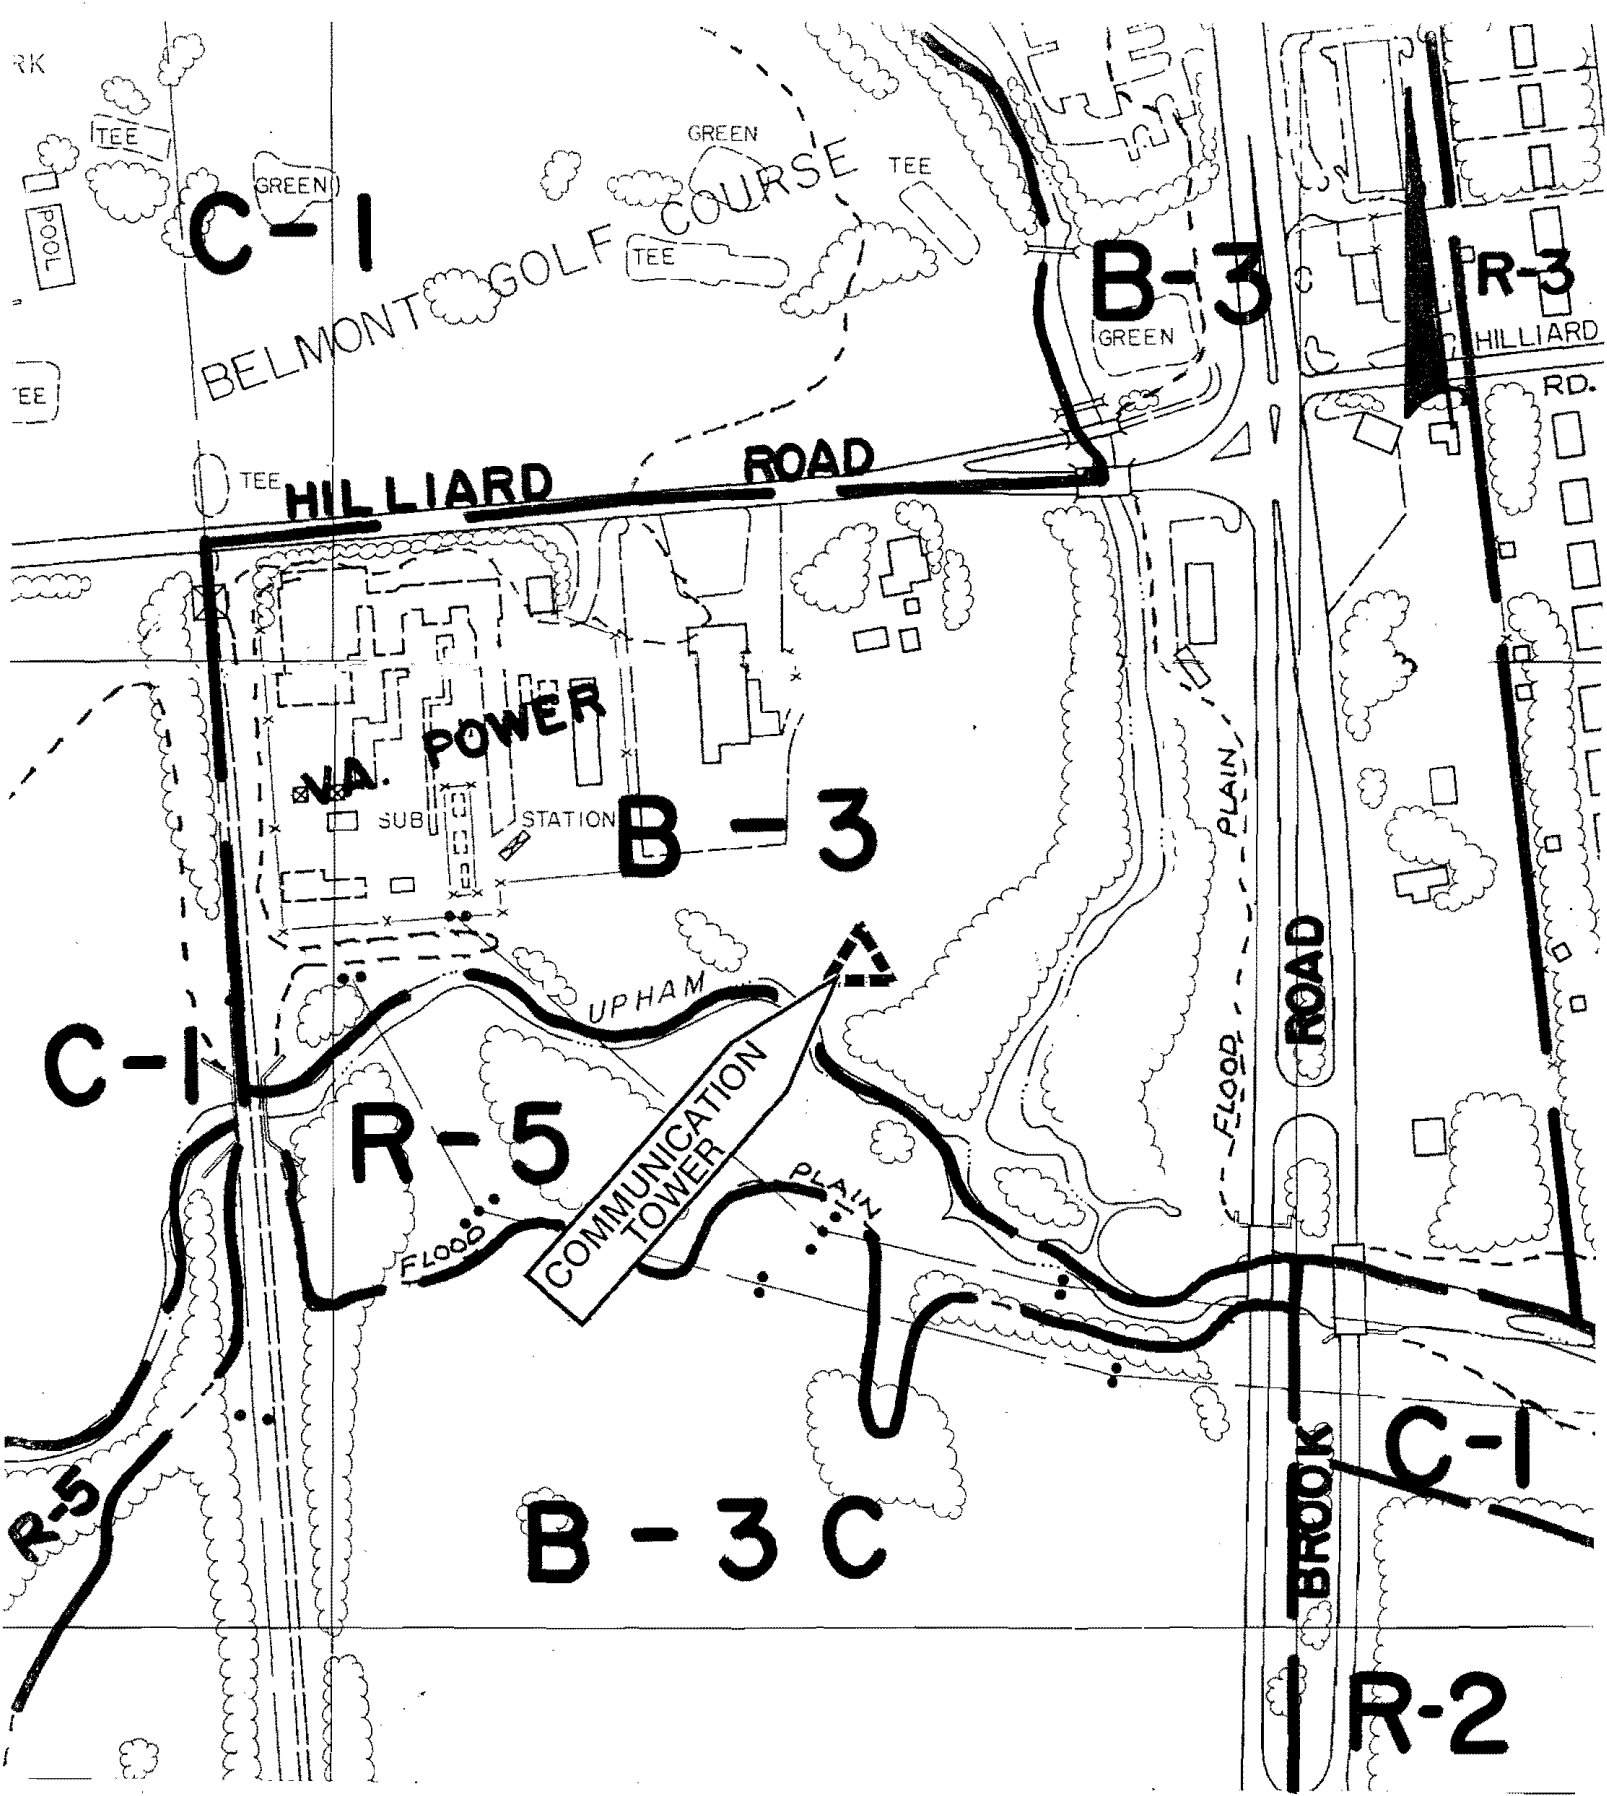 RK
TEE
GREEN
TEE
GREEN
POOL
C-1
BELMONT GOLF COURSE
TEE
B-3
R-3
GREEN
HILLIARD
RD.
TEE
TEE
HILLIARD ROAD
VA. POWER
SUB STATION
B-3
PLAIN
FLOOD
ROAD
UPHAM
C-1
R-5
COMMUNICATION
TOWER
PLAIN
FLOOD
C-1
R-5
B-3C
BROOK
R-2